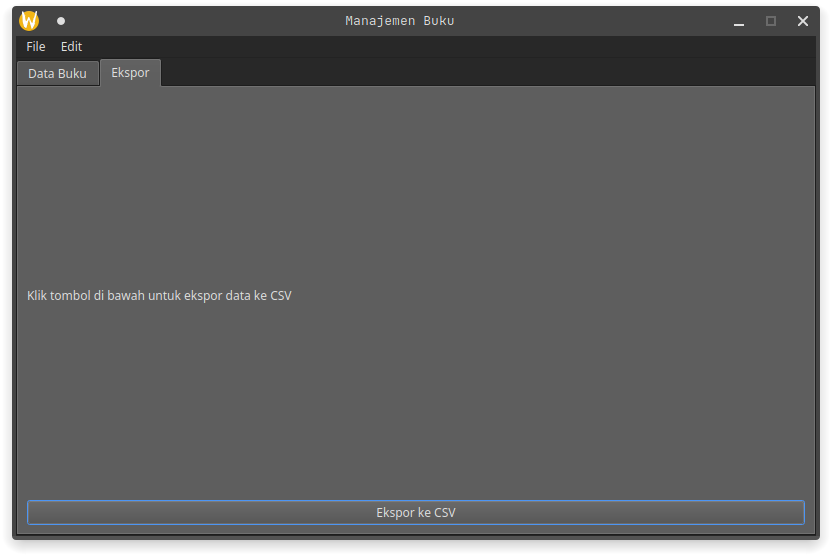 Manajemen Buku
File Edit
Data Buku Ekspor
Klik tombol di bawah untuk ekspor data ke CSV
Ekspor ke CSV